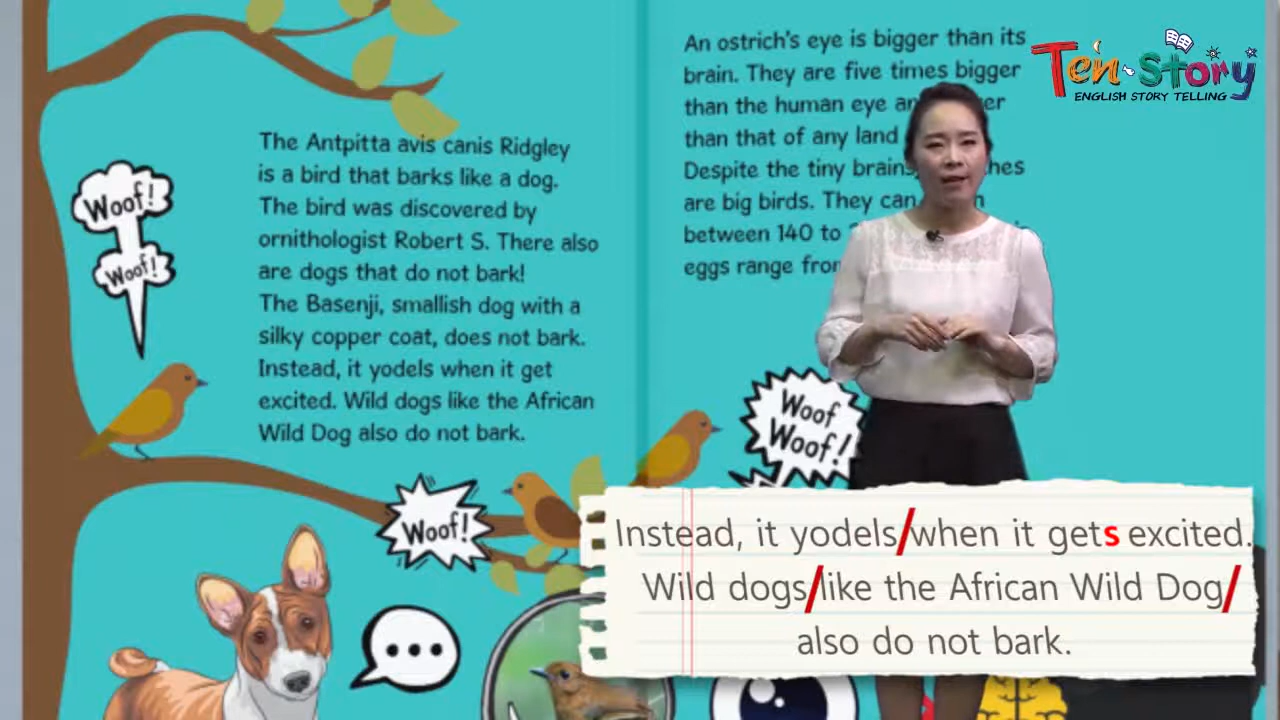 Woof!
Woof!
The Antpitta avis canis Ridgley
is a bird that barks like a dog.
The bird was discovered by
ornithologist Robert S. There also
are dogs that do not bark!
The Basenji, smallish dog with a
silky copper coat, does not bark.
Instead, it yodels when it get
excited. Wild dogs like the African
Wild Dog also do not bark.
Woof!
An ostrich's eye is bigger than its
brain. They are five times bigger
than the human eye
than that of any land
Despite the tiny
are big birds. They can
between 140 to
eggs range
Woof
Woof!
Ten Story
ENGLISH STORY TELLING
Instead, it yodels/when it gets excited.
Wild dogs/like the African Wild Dog/
also do not bark.